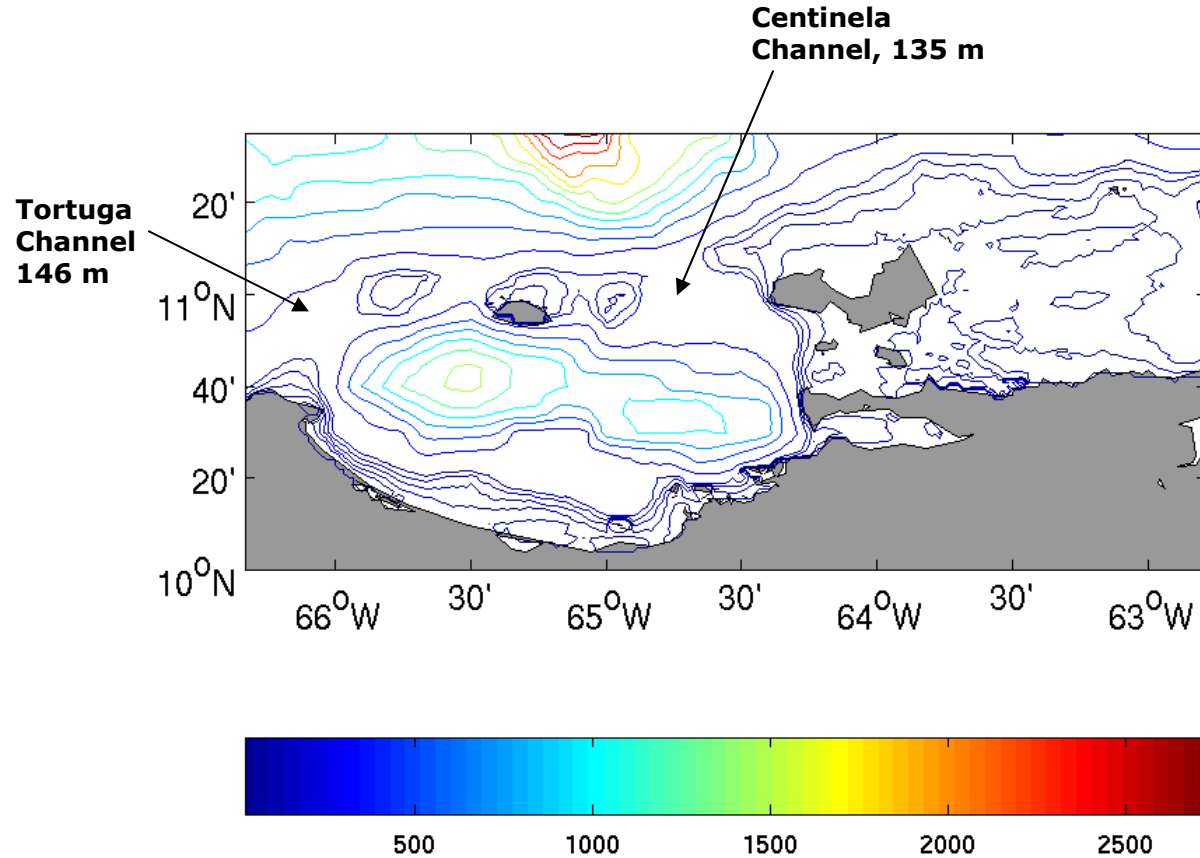 Centinela
Channel, 135 m
Tortuga
Channel
146 m
20'
11°N
40'
20'
10°N
66°W
30'
65°W
30'
64°W
30'
63°W
500
1000
1500
2000
2500